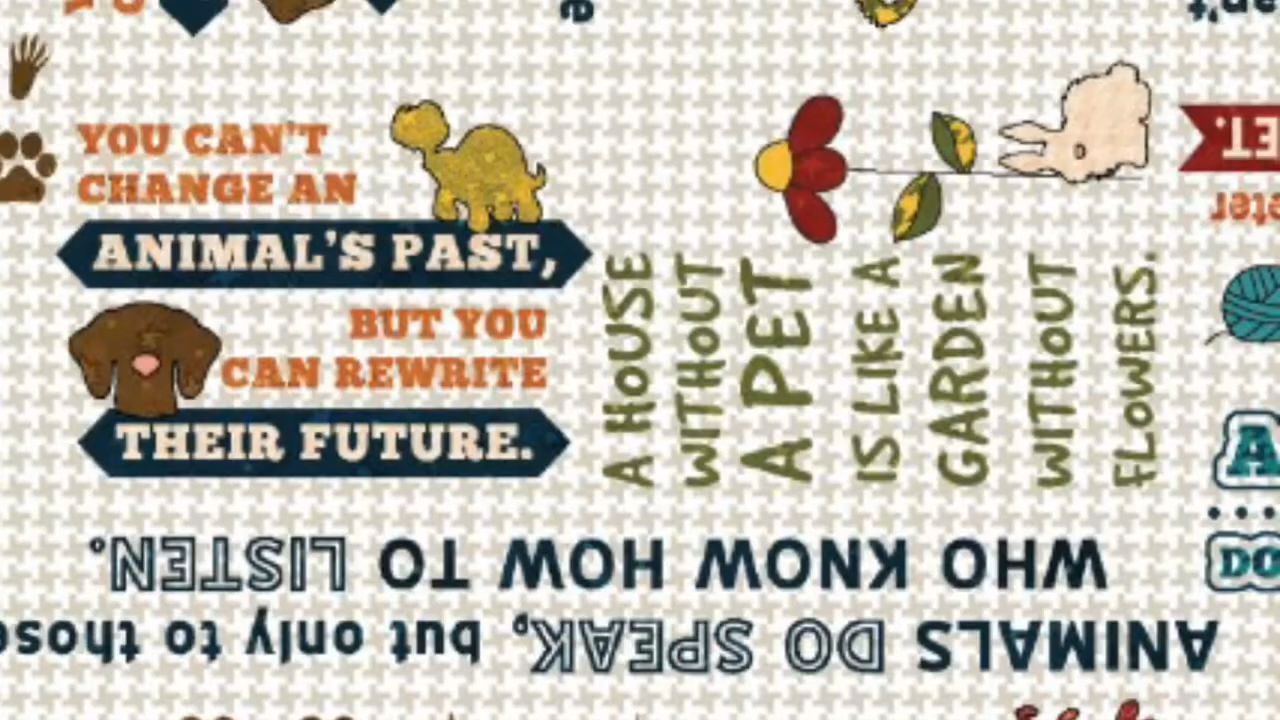 YOU CAN'T
CHANGE AN
ANIMAL'S PAST,
BUT YOU
CAN REWRITE
THEIR FUTURE.
A HOUSE
WITHOUT
A PET
IS LIKE A
GARDEN
WITHOUT
FLOWERS.
ANIMALS DO SPEAK, but only to those
WHO KNOW HOW TO LISTEN.